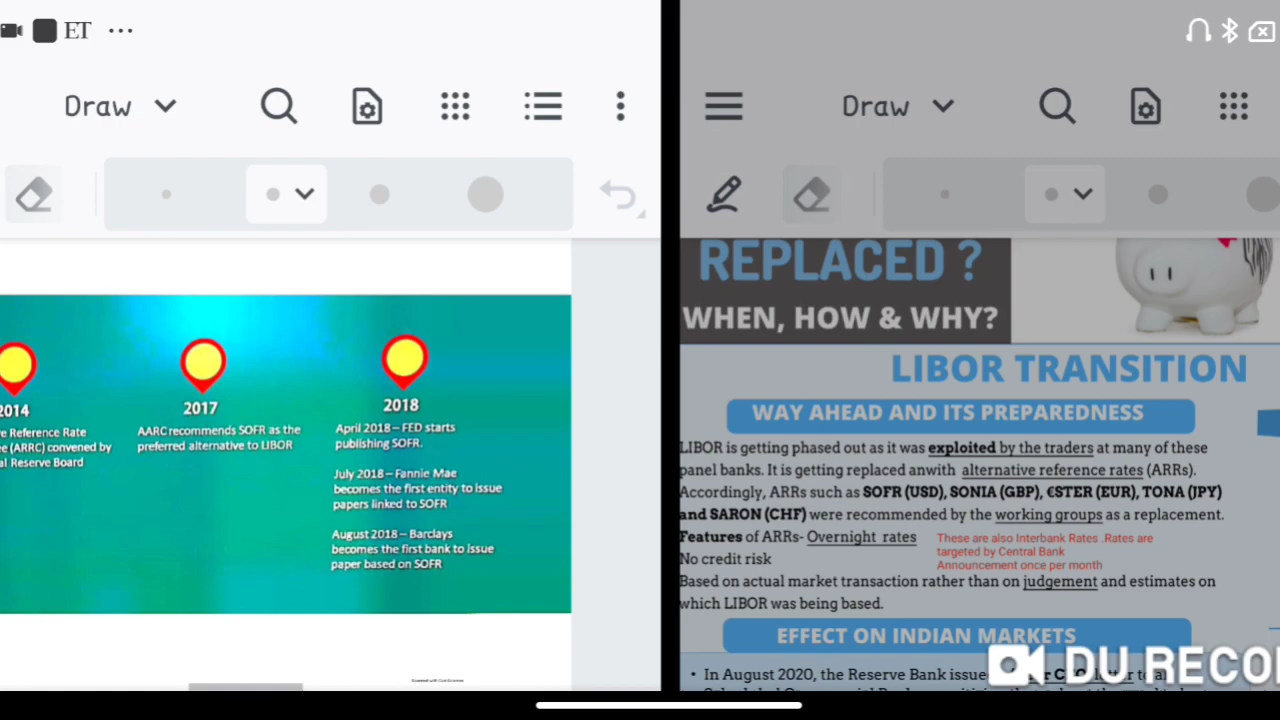 ET ...
Draw
2014
e Reference Rate
ee (ARRC) convened by
al Reserve Board
2017
AARC recommends SOFR as the
preferred alternative to LIBOR
2018
April 2018 – FED starts
publishing SOFR.
July 2018 – Fannie Mae
becomes the first entity to issue
papers linked to SOFR
August 2018 – Barclays
becomes the first bank to issue
paper based on SOFR
Draw
REPLACED ?
WHEN, HOW & WHY?
LIBOR TRANSITION
WAY AHEAD AND ITS PREPAREDNESS
LIBOR is getting phased out as it was exploited by the traders at many of these
panel banks. It is getting replaced anwith alternative reference rates (ARRs).
Accordingly, ARRs such as SOFR (USD), SONIA (GBP), €STER (EUR), TONA (JPY)
and SARON (CHF) were recommended by the working groups as a replacement.
Features of ARRs- Overnight rates
These are also Interbank Rates .Rates are
targeted by Central Bank
Announcement once per month
No credit risk
Based on actual market transaction rather than on judgement and estimates on
which LIBOR was being based.
EFFECT ON INDIAN MARKETS
• In August 2020, the Reserve Bank issue
DU RECO